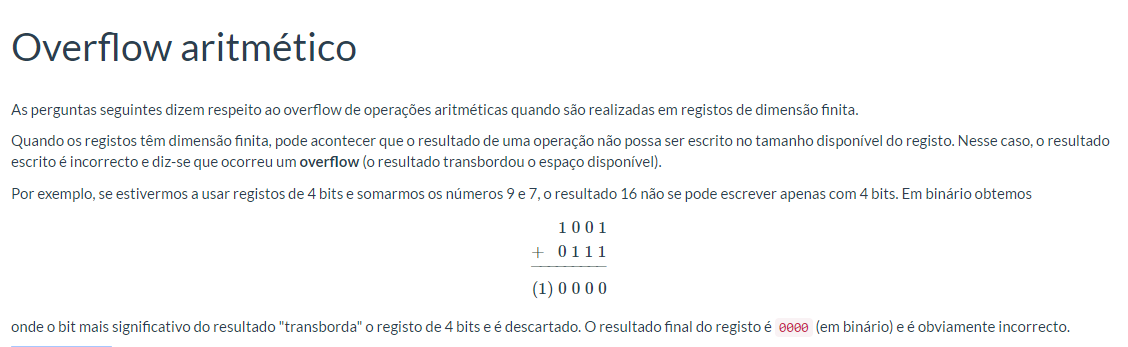 Overflow aritmético
As perguntas seguintes dizem respeito ao overflow de operações aritméticas quando são realizadas em registos de dimensão finita.
Quando os registos têm dimensão finita, pode acontecer que o resultado de uma operação não possa ser escrito no tamanho disponível do registo. Nesse caso, o resultado
escrito é incorrecto e diz-se que ocorreu um overflow (o resultado transbordou o espaço disponível).
Por exemplo, se estivermos a usar registos de 4 bits e somarmos os números 9 e 7, o resultado 16 não se pode escrever apenas com 4 bits. Em binário obtemos
1 0 0 1
+ 0 1 1 1
(1) 0 0 0 0
onde o bit mais significativo do resultado "transborda" o registo de 4 bits e é descartado. O resultado final do registo é 0000 (em binário) e é obviamente incorrecto.